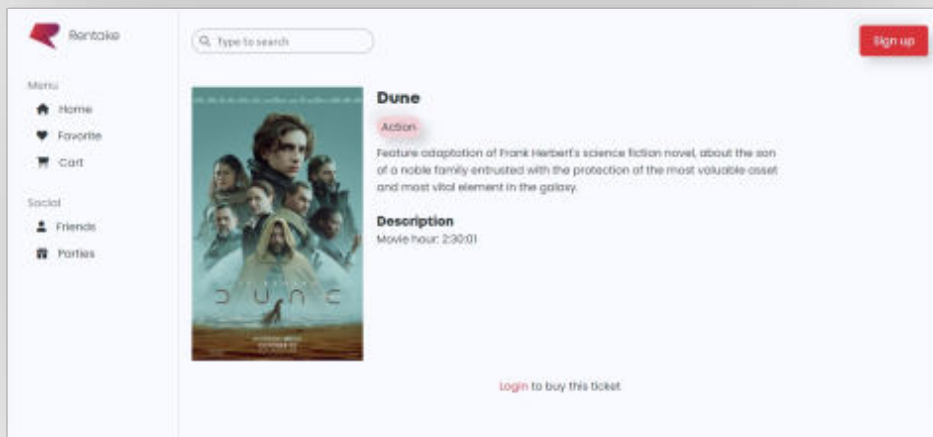 Rentake
Type to search
Sign up
Menu
Home
Favorite
Cart
Social
Friends
Parties
Dune
Action
Feature adaptation of Frank Herbert's science fiction novel, about the son
of a noble family entrusted with the protection of the most valuable asset
and most vital element in the galaxy.
Description
Movie hour: 2:30:01
DUNE
Login to buy this ticket